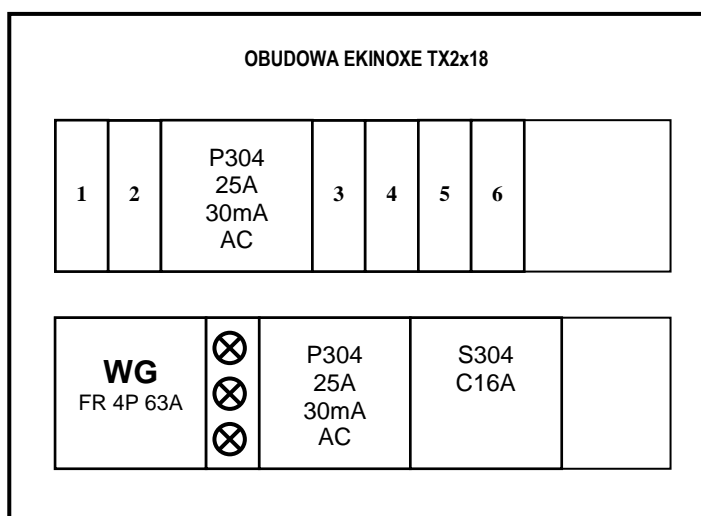 OBUDOWA EKINOXE TX2x18
1
2
P304
25A
30mA
AC
3
4
5
6
WG
FR 4P 63A
P304
25A
30mA
AC
S304
C16A